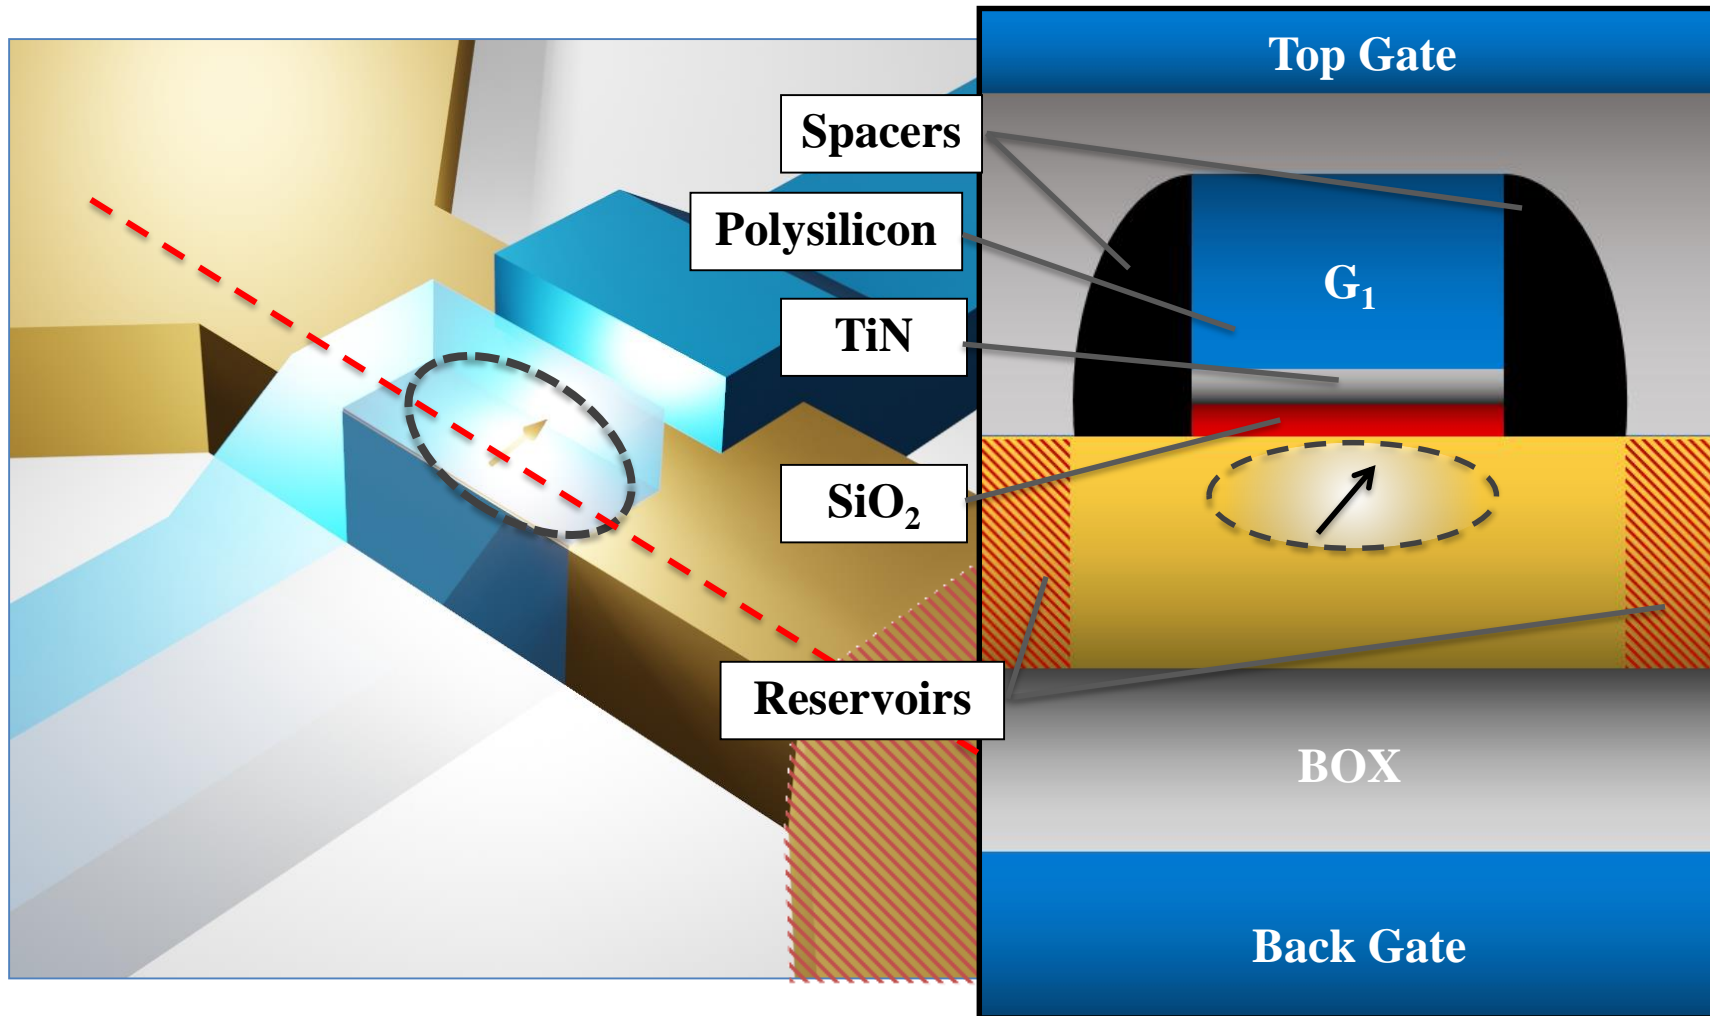 Top Gate
Spacers
Polysilicon
G₁
TiN
SiO₂
Reservoirs
BOX
Back Gate